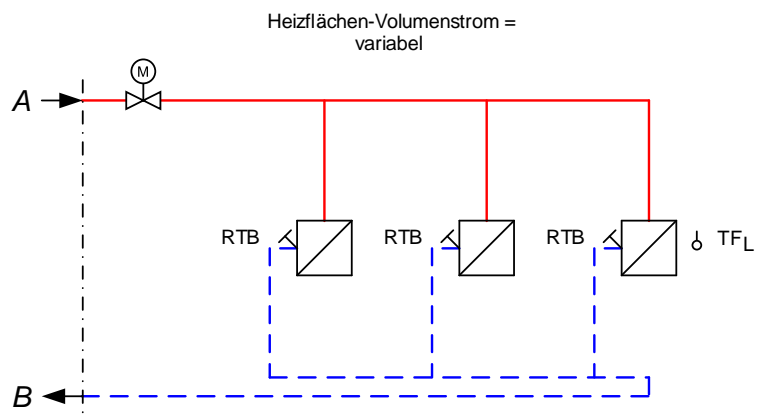 Heizflächen-Volumenstrom =
variabel
M
A
RTB
RTB
RTB
TFL
B